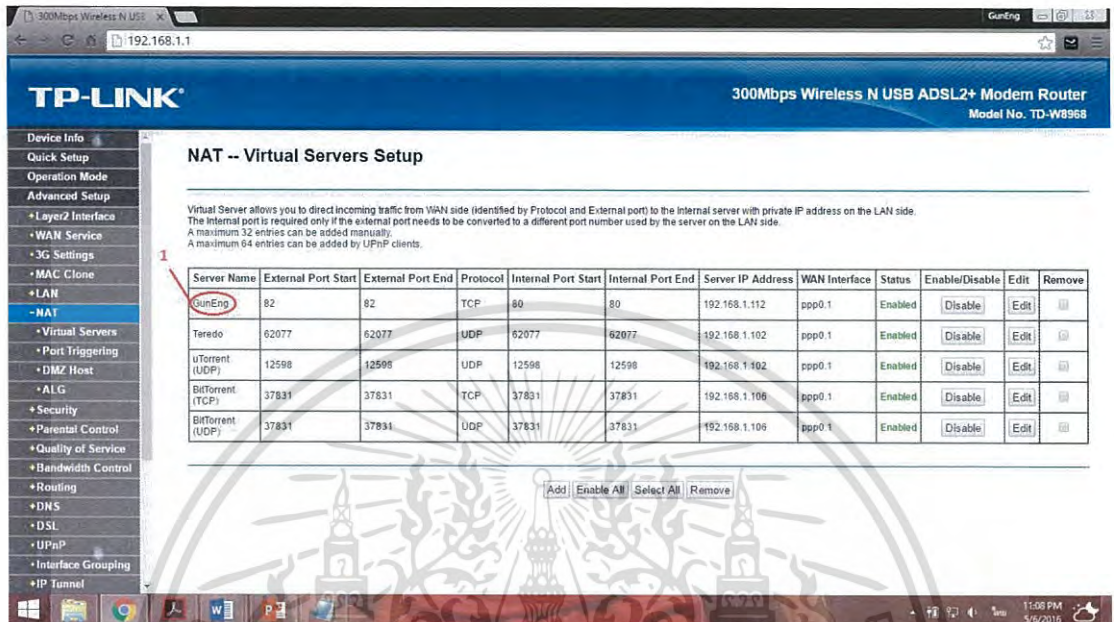 300Mbps Wireless N USB
GunEng
192.168.1.1
TP-LINK
300Mbps Wireless N USB ADSL2+ Modem Router
Model No. TD-W8968
Device Info
Quick Setup
Operation Mode
Advanced Setup
+Layer2 Interface
•WAN Service
•3G Settings
•MAC Clone
+LAN
-NAT
•Virtual Servers
•Port Triggering
•DMZ Host
•ALG
+Security
+Parental Control
+Quality of Service
+Bandwidth Control
+Routing
+DNS
•DSL
•UPnP
•Interface Grouping
+IP Tunnel
NAT -- Virtual Servers Setup
Virtual Server allows you to direct incoming traffic from WAN side (identified by Protocol and External port) to the Internal server with private IP address on the LAN side.
The Internal port is required only if the external port needs to be converted to a different port number used by the server on the LAN side.
A maximum 32 entries can be added manually.
A maximum 64 entries can be added by UPnP clients.
1
Server Name External Port Start External Port End Protocol Internal Port Start Internal Port End Server IP Address WAN Interface Status Enable/Disable Edit Remove
GunEng 82 82 TCP 80 80 192.168.1.112 ppp0.1 Enabled Disable Edit
Teredo 62077 62077 UDP 62077 62077 192.168.1.102 ppp0.1 Enabled Disable Edit
uTorrent (UDP) 12598 12598 UDP 12598 12598 192.168.1.102 ppp0.1 Enabled Disable Edit
BitTorrent (TCP) 37831 37831 TCP 37831 37831 192.168.1.106 ppp0.1 Enabled Disable Edit
BitTorrent (UDP) 37831 37831 UDP 37831 37831 192.168.1.106 ppp0.1 Enabled Disable Edit
Add Enable All Select All Remove
11:08 PM
5/6/2016